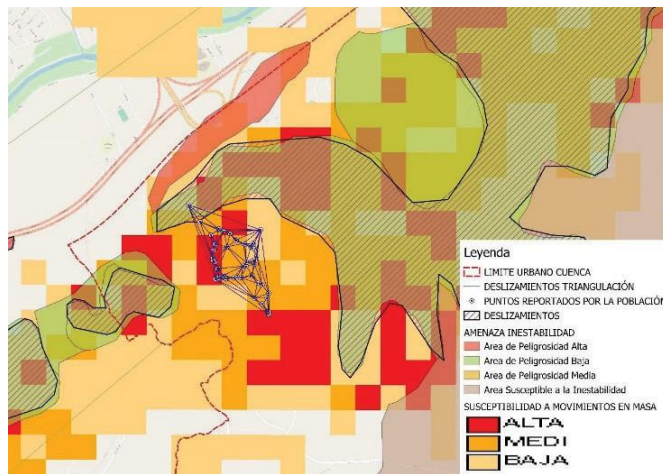 Leyenda
LIMITE URBANO CUENCA
DESLIZAMIENTOS TRIANGULACIÓN
PUNTOS REPORTADOS POR LA POBLACIÓN
DESLIZAMIENTOS
AMENAZA INESTABILIDAD
Area de Peligrosidad Alta
Area de Peligrosidad Baja
Area de Peligrosidad Media
Area Susceptible a la Inestabilidad
SUSCEPTIBILIDAD A MOVIMIENTOS EN MASA
ALTA
MEDI
BAJA